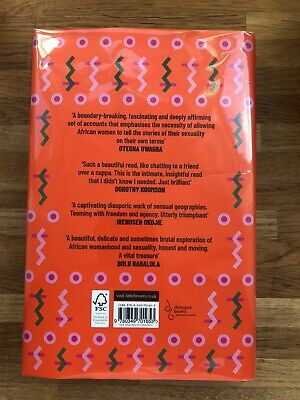 'A boundary-breaking, fascinating and deeply affirming
set of accounts that emphasises the necessity of allowing
African women to tell the stories of their sexuality
on their own terms'
OTEGHA UWAGBA
'Such a beautiful read, like chatting to a friend
over a cuppa. This is the intimate, insightful read
that I didn't know I needed. Just brilliant'
DOROTHY KOOMSON
'A captivating diasporic work of sensual geographies.
Teeming with freedom and agency. Utterly triumphant'
IRENOSEN OKOJIE
'A beautiful, delicate and sometimes brutal exploration of
African womanhood and sexuality, honest and moving.
A vital treasure'
BOLU BABALOLA
FSC
visit littlebrown.co.uk
dialogue
books